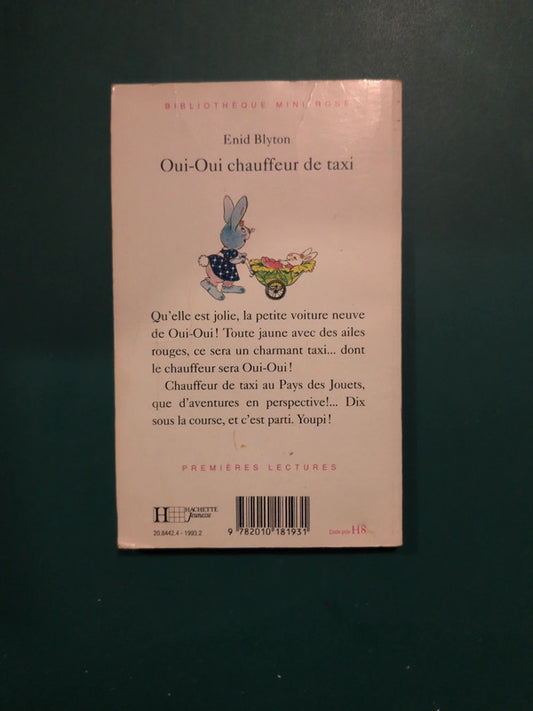 BIBLIOTHÈQUE MINI-ROSE
Enid Blyton
Oui-Oui chauffeur de taxi
Qu'elle est jolie, la petite voiture neuve
de Oui-Oui ! Toute jaune avec des ailes
rouges, ce sera un charmant taxi... dont
le chauffeur sera Oui-Oui !
Chauffeur de taxi au Pays des Jouets,
que d'aventures en perspective!... Dix
sous la course, et c'est parti. Youpi !
PREMIÈRES LECTURES
H HACHETTE
Jeunesse
20.8442.4 - 1993.2
9 782010 181931
Code prix H8